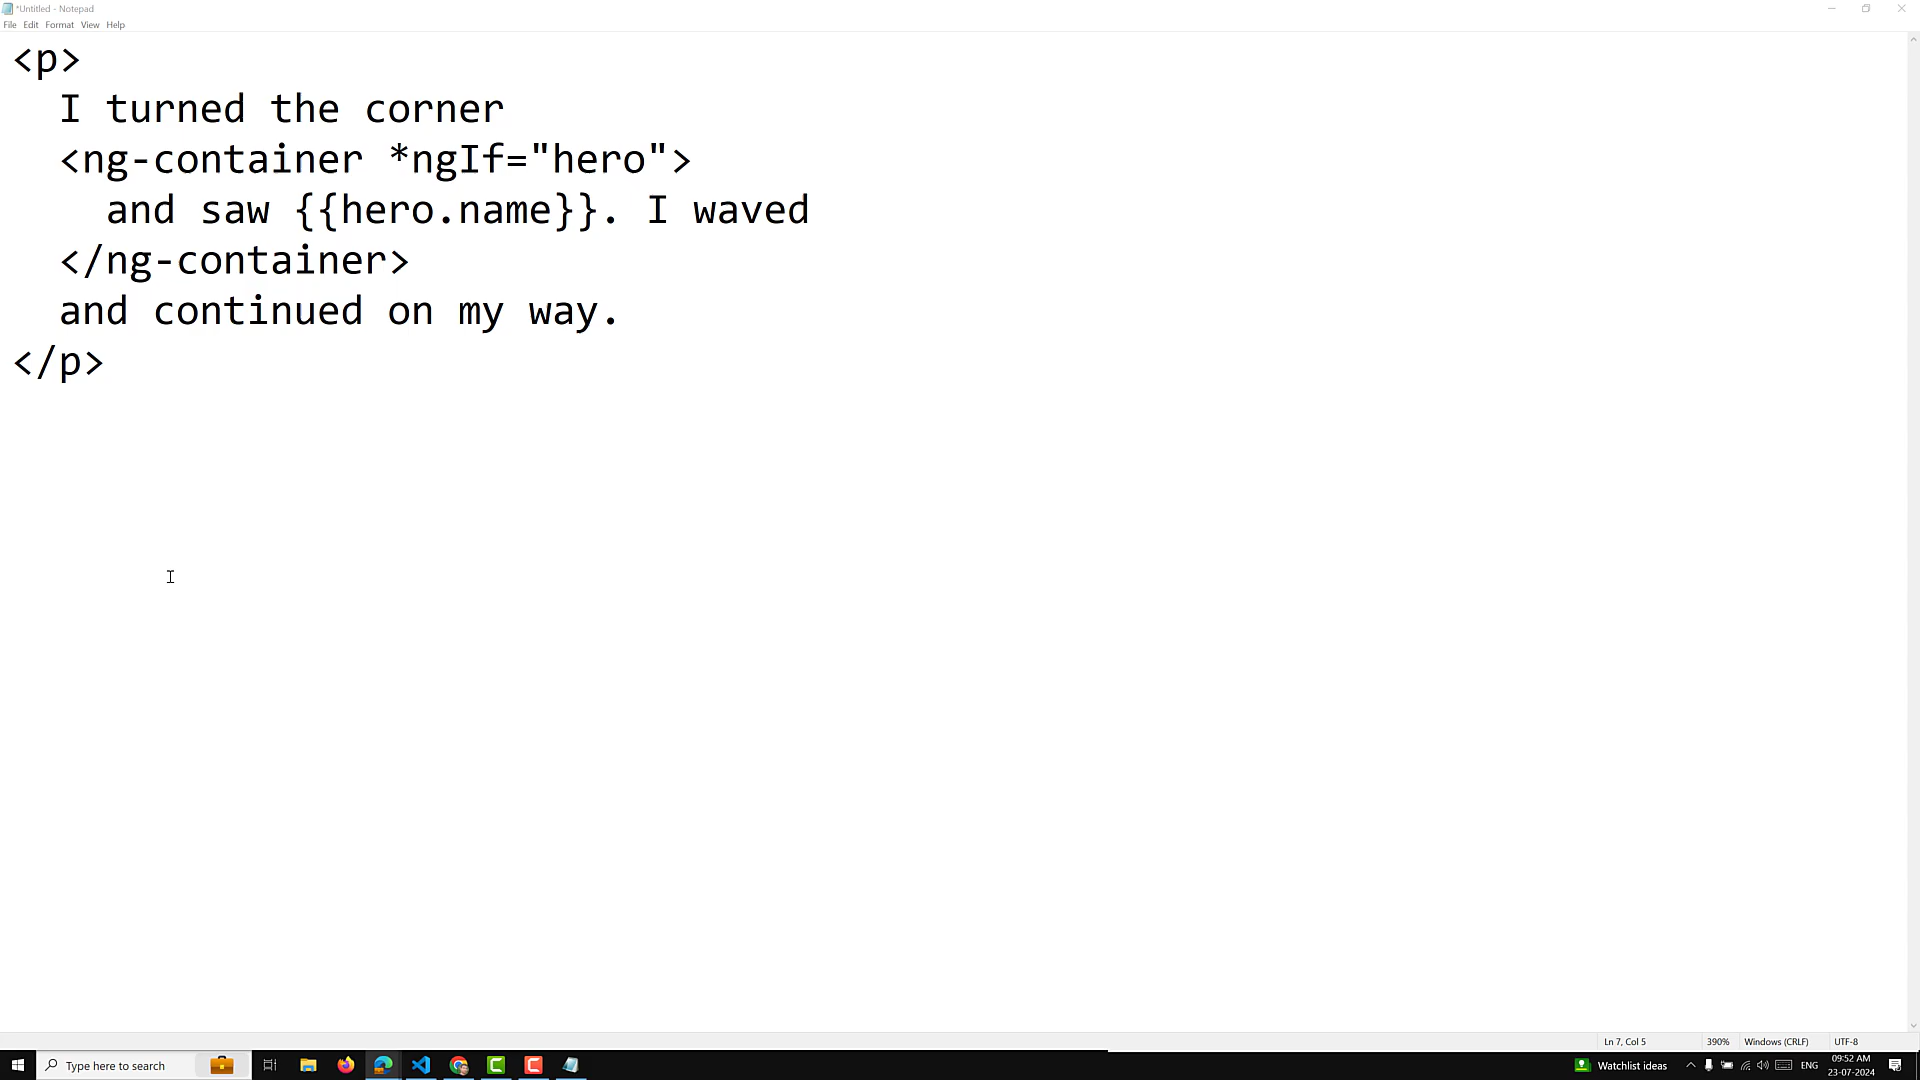 *Untitled - Notepad
File Edit Format View Help
<p>
  I turned the corner
  <ng-container *ngIf="hero">
    and saw {{hero.name}}. I waved
  </ng-container>
  and continued on my way.
</p>
Ln 7, Col 5 390% Windows (CRLF) UTF-8
Type here to search Watchlist ideas ENG 09:52 AM
23-07-2024